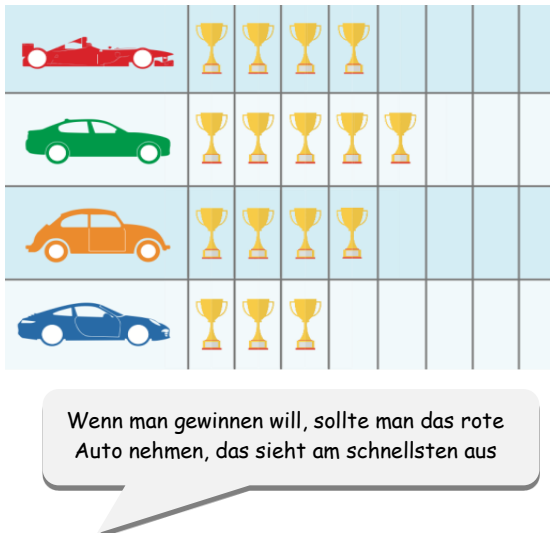 Wenn man gewinnen will, sollte man das rote
Auto nehmen, das sieht am schnellsten aus